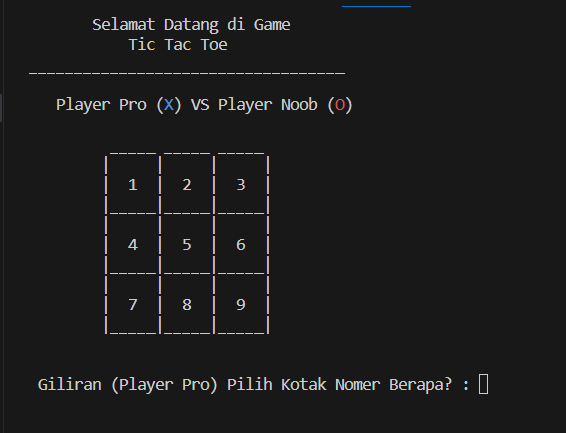 Selamat Datang di Game
Tic Tac Toe
___________________________________
Player Pro (X) VS Player Noob (O)
 _____ _____ _____
|     |     |     |
|  1  |  2  |  3  |
|_____|_____|_____|
|     |     |     |
|  4  |  5  |  6  |
|_____|_____|_____|
|     |     |     |
|  7  |  8  |  9  |
|_____|_____|_____|
Giliran (Player Pro) Pilih Kotak Nomer Berapa? :